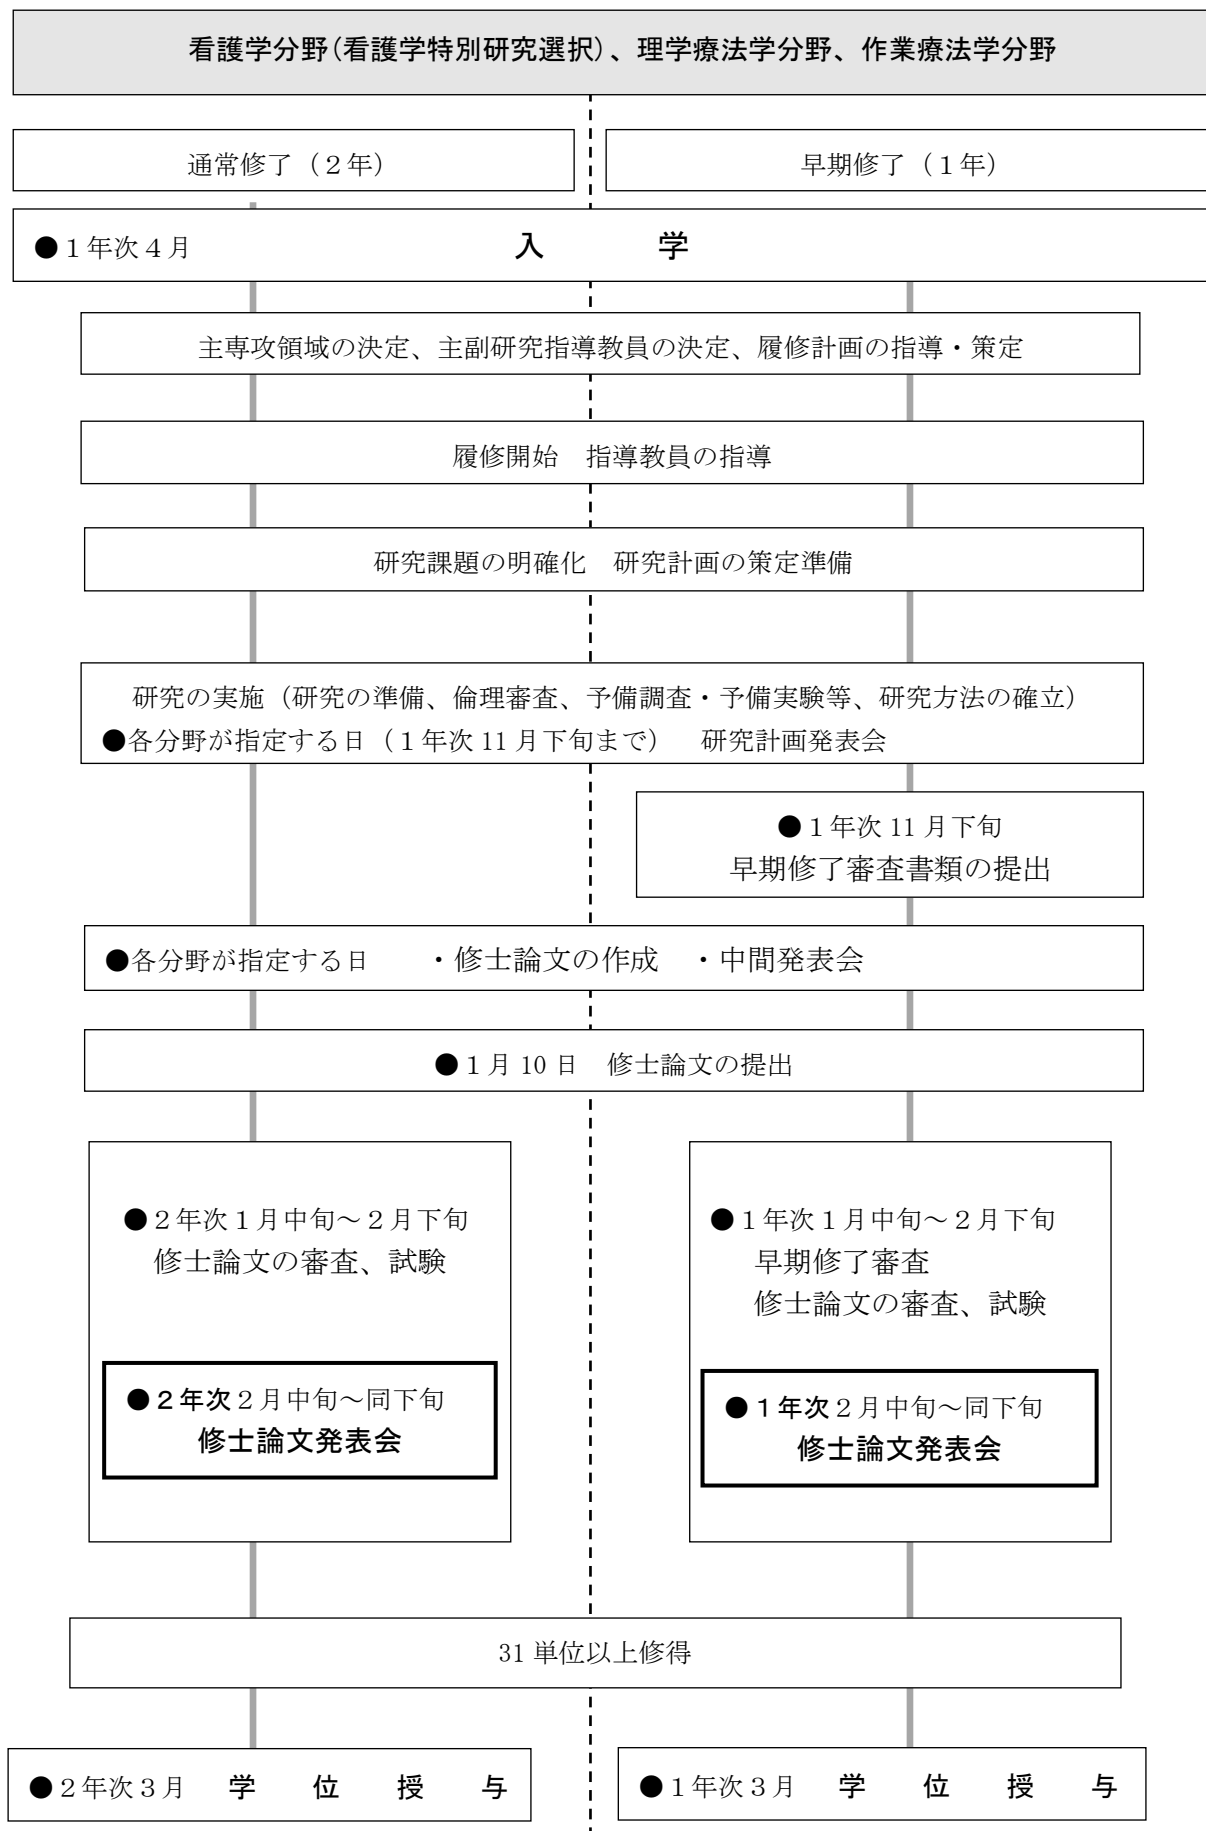 看護学分野(看護学特別研究選択)、理学療法学分野、作業療法学分野
通常修了（２年）
早期修了（１年）
●１年次４月　入　学
主専攻領域の決定、主副研究指導教員の決定、履修計画の指導・策定
履修開始　指導教員の指導
研究課題の明確化　研究計画の策定準備
研究の実施（研究の準備、倫理審査、予備調査・予備実験等、研究方法の確立）
●各分野が指定する日（１年次 11 月下旬まで）　研究計画発表会
●１年次 11 月下旬
早期修了審査書類の提出
●各分野が指定する日　・修士論文の作成　・中間発表会
●１月 10 日　修士論文の提出
●２年次１月中旬～２月下旬
修士論文の審査、試験
●２年次２月中旬～同下旬
修士論文発表会
●１年次１月中旬～２月下旬
早期修了審査
修士論文の審査、試験
●１年次２月中旬～同下旬
修士論文発表会
31 単位以上修得
●２年次３月　学　位　授　与
●１年次３月　学　位　授　与